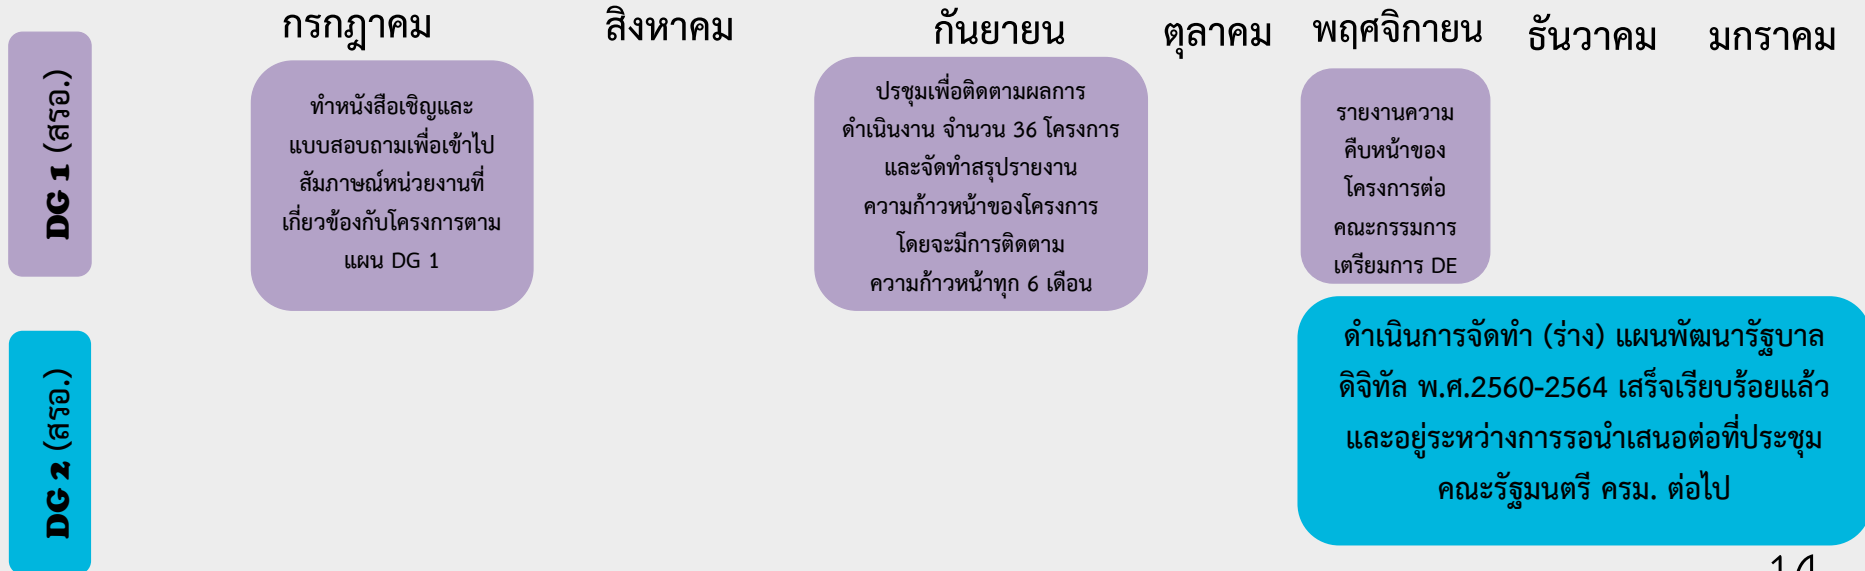 กรกฎาคม
สิงหาคม
กันยายน
ตุลาคม
พฤศจิกายน
ธันวาคม
มกราคม
DG 1 (สรอ.)
ทำหนังสือเชิญและ
แบบสอบถามเพื่อเข้าไป
สัมภาษณ์หน่วยงานที่
เกี่ยวข้องกับโครงการตาม
แผน DG 1
ปรชุมเพื่อติดตามผลการ
ดำเนินงาน จำนวน 36 โครงการ
และจัดทำสรุปรายงาน
ความก้าวหน้าของโครงการ
โดยจะมีการติดตาม
ความก้าวหน้าทุก 6 เดือน
รายงานความ
คืบหน้าของ
โครงการต่อ
คณะกรรมการ
เตรียมการ DE
DG 2 (สรอ.)
ดำเนินการจัดทำ (ร่าง) แผนพัฒนารัฐบาล
ดิจิทัล พ.ศ.2560-2564 เสร็จเรียบร้อยแล้ว
และอยู่ระหว่างการรอนำเสนอต่อที่ประชุม
คณะรัฐมนตรี ครม. ต่อไป